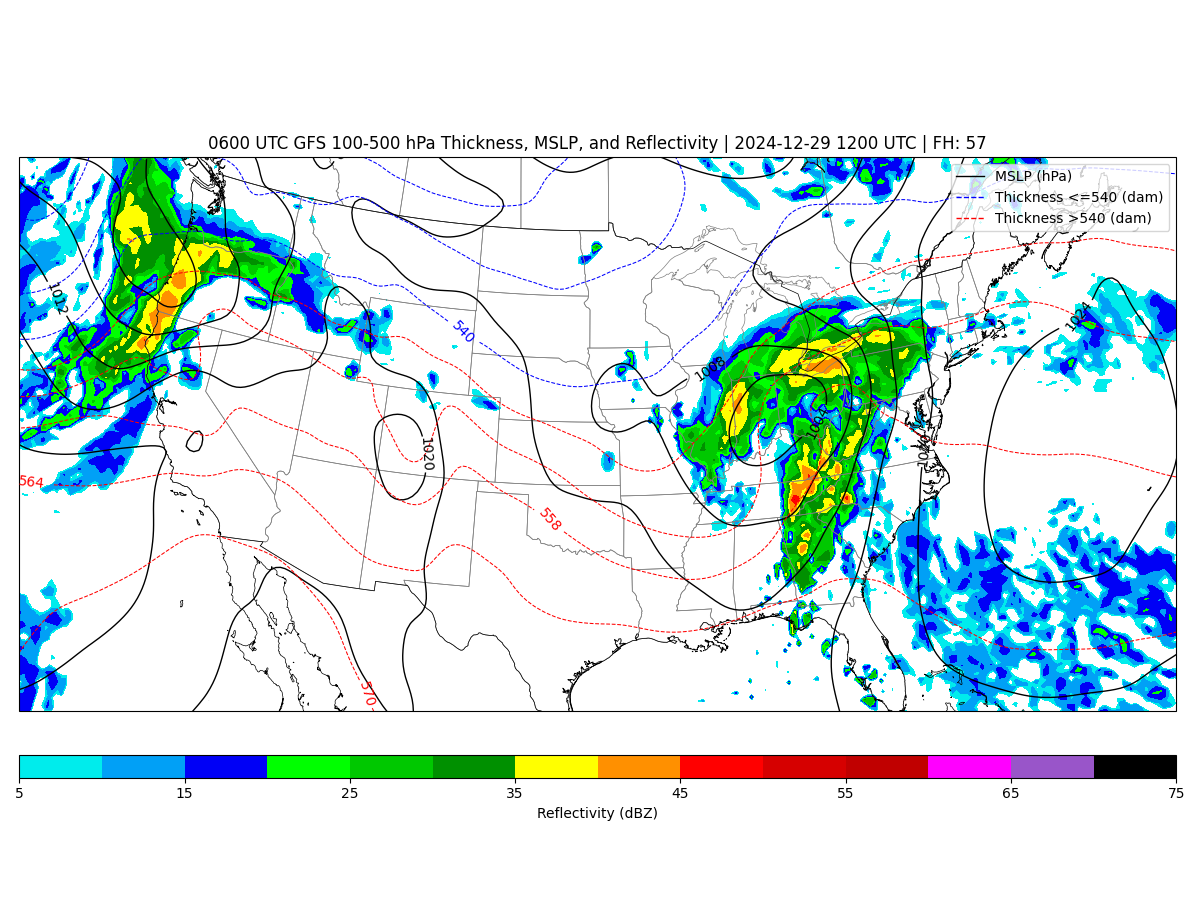 0600 UTC GFS 100-500 hPa Thickness, MSLP, and Reflectivity | 2024-12-29 1200 UTC | FH: 57
MSLP (hPa)
Thickness <=540 (dam)
Thickness >540 (dam)
1012
1024
540
1020
564
558
570
5 15 25 35 45 55 65 75
Reflectivity (dBZ)